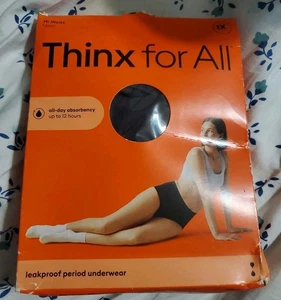 Thinx for All
all-day absorbency
up to 12 hours
leakproof period underwear